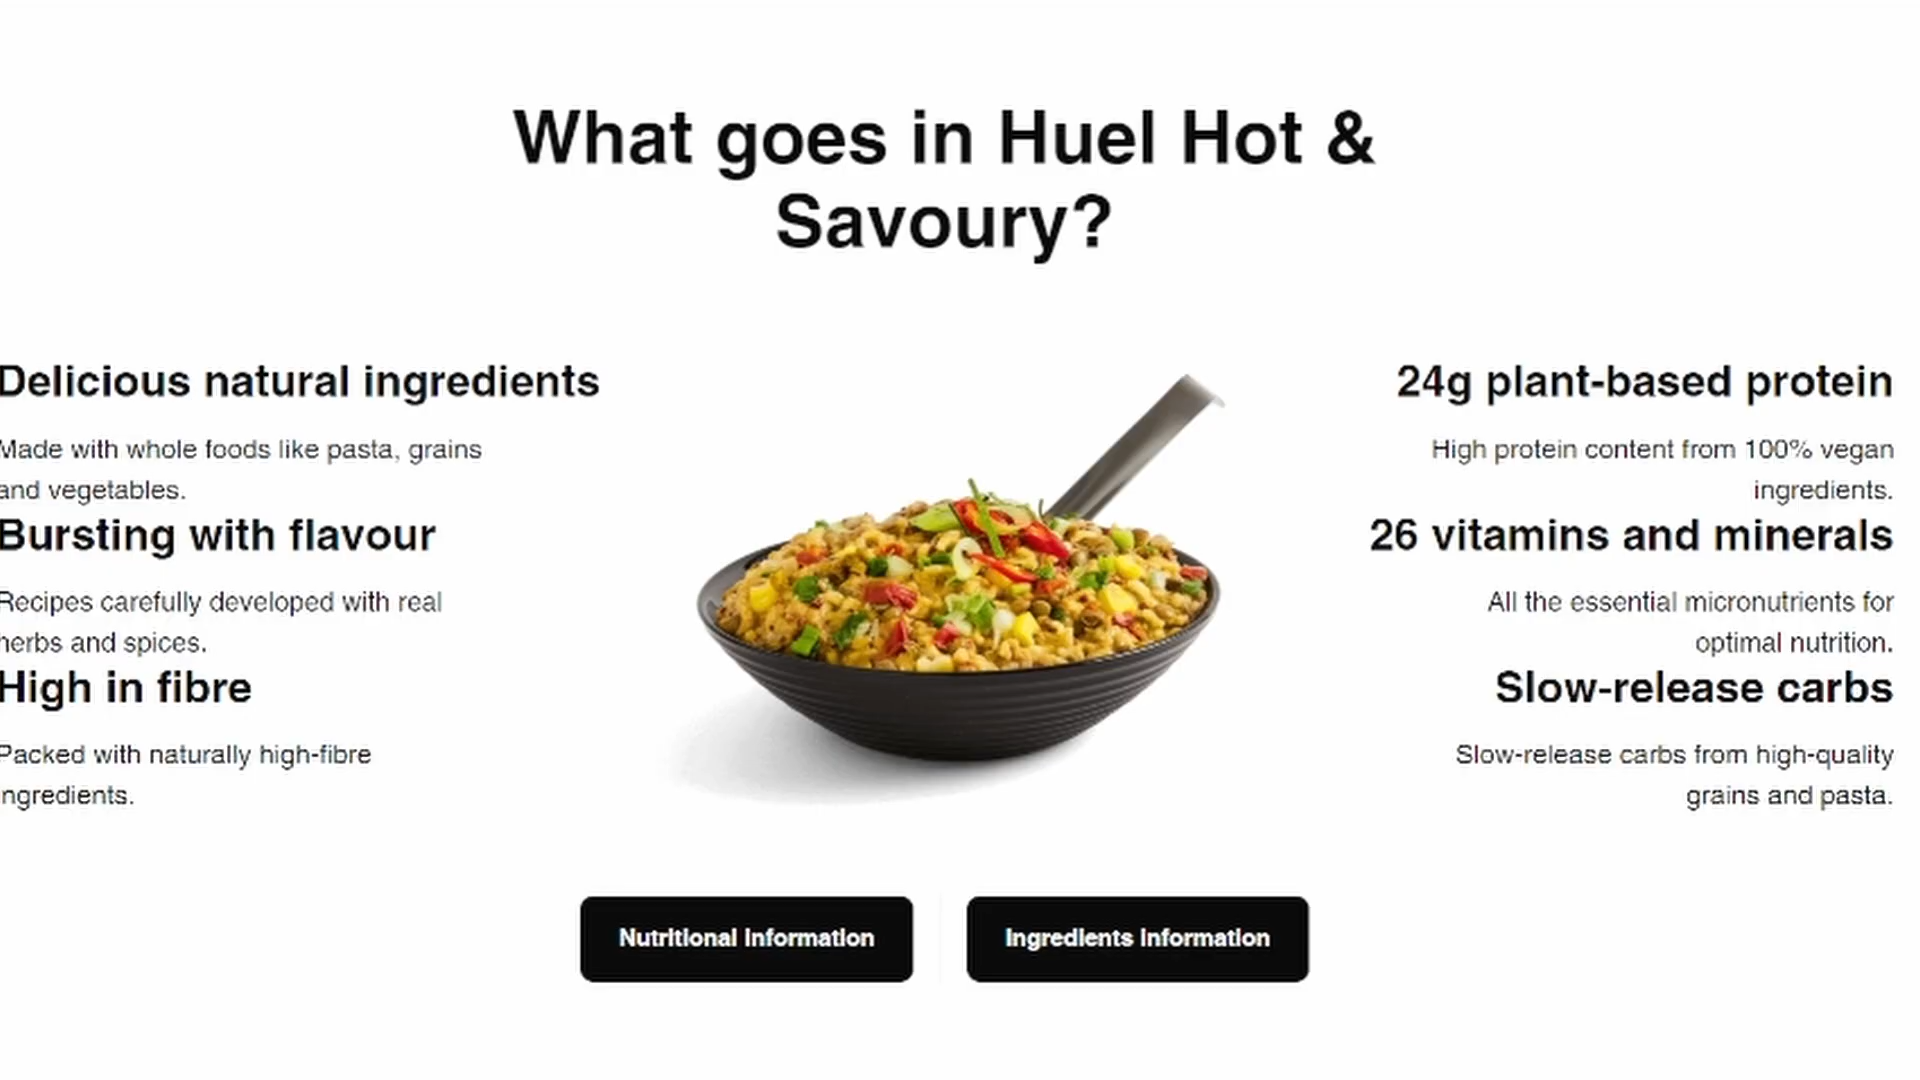 What goes in Huel Hot &
Savoury?
Delicious natural ingredients
Made with whole foods like pasta, grains
and vegetables.
Bursting with flavour
Recipes carefully developed with real
herbs and spices.
High in fibre
Packed with naturally high-fibre
ingredients.
24g plant-based protein
High protein content from 100% vegan
ingredients.
26 vitamins and minerals
All the essential micronutrients for
optimal nutrition.
Slow-release carbs
Slow-release carbs from high-quality
grains and pasta.
Nutritional information
Ingredients information